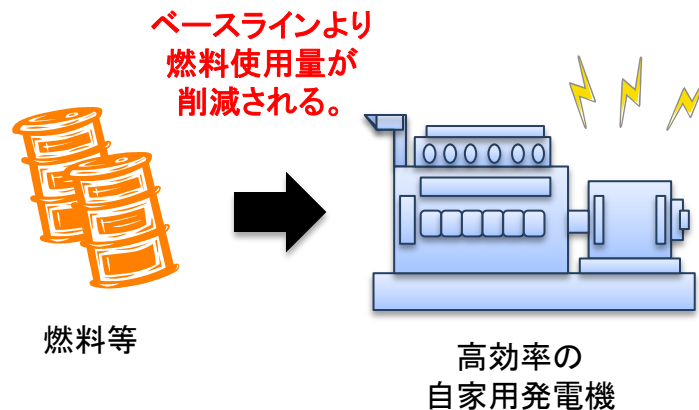 ベースラインより
燃料使用量が
削減される。
燃料等
高効率の
自家用発電機